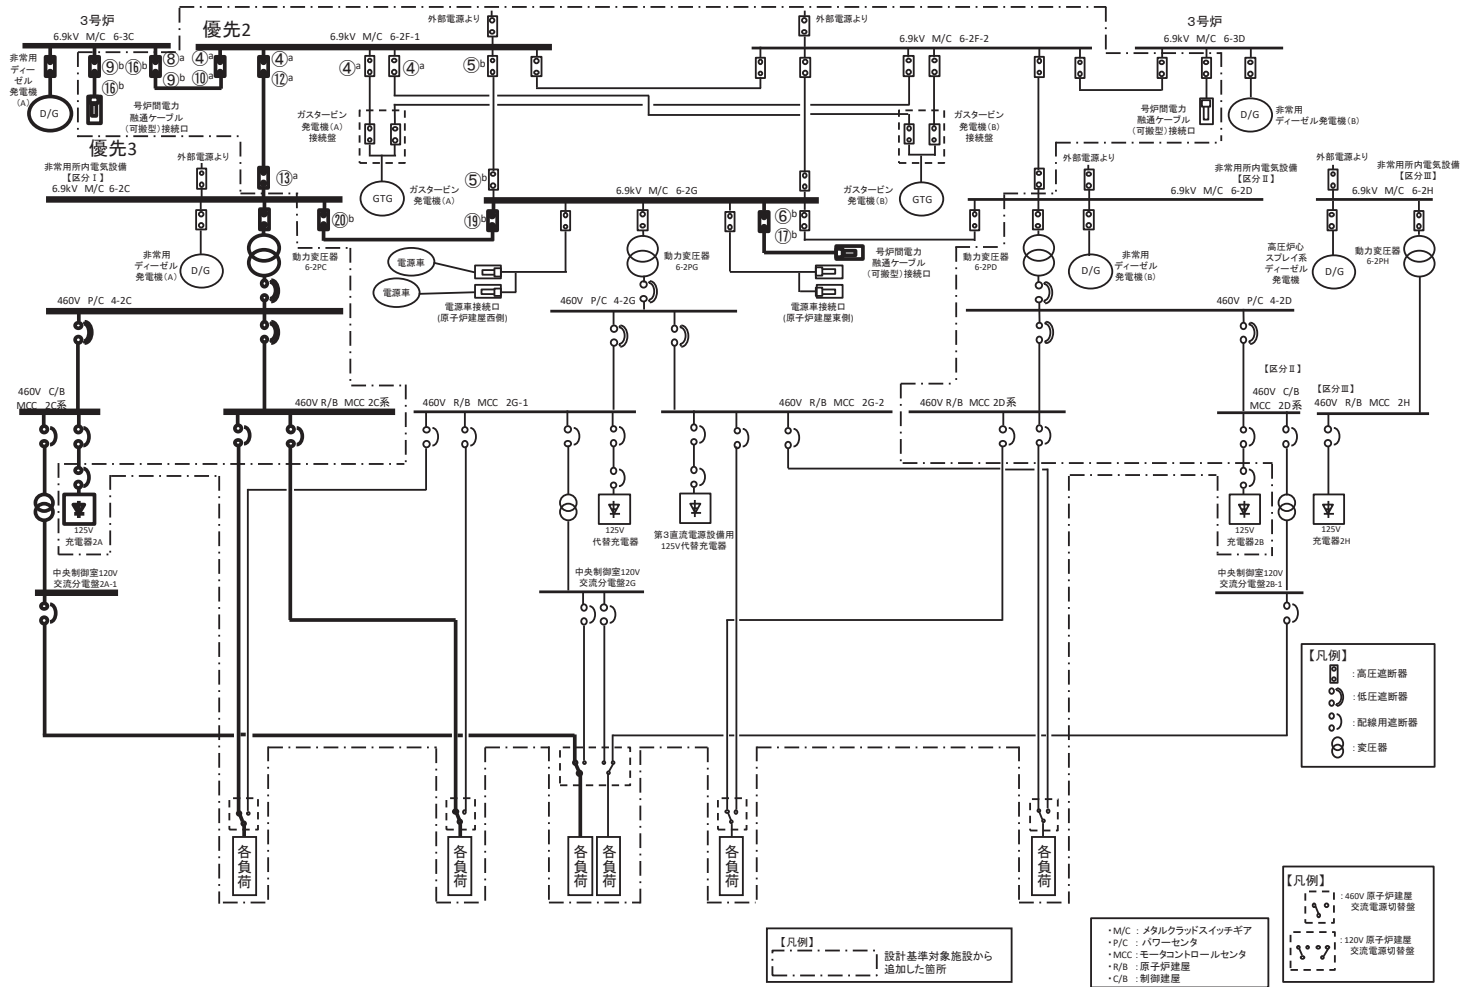 3号炉
6.9kV M/C 6-3C
優先2
6.9kV M/C 6-2F-1
外部電源より
外部電源より
6.9kV M/C 6-2F-2
3号炉
6.9kV M/C 6-3D
非常用
ディー
ゼル
発電機
(A)
D/G
⑨ᵇ
⑯ᵇ
⑯ᵇ
⑧ᵃ
⑨ᵇ
④ᵃ
⑩ᵃ
④ᵃ
⑫ᵃ
④ᵃ
④ᵃ
⑤ᵇ
号炉間電力
融通ケーブル
(可搬型)接続口
ガスタービン
発電機(A)
接続盤
ガスタービン
発電機(B)
接続盤
号炉間電力
融通ケーブル
(可搬型)接続口
D/G
非常用
ディーゼル発電機(B)
優先3
非常用所内電気設備
【区分Ⅰ】
6.9kV M/C 6-2C
外部電源より
⑬ᵃ
GTG
ガスタービン
発電機(A)
⑤ᵇ
6.9kV M/C 6-2G
ガスタービン
発電機(B)
GTG
外部電源より
非常用所内電気設備
【区分Ⅱ】
6.9kV M/C 6-2D
外部電源より
非常用所内電気設備
【区分Ⅲ】
6.9kV M/C 6-2H
非常用
ディーゼル
発電機(A)
D/G
動力変圧器
6-2PC
⑳ᵇ
⑲ᵇ
電源車
電源車
電源車接続口
(原子炉建屋西側)
動力変圧器
6-2PG
⑥ᵇ
⑰ᵇ
号炉間電力
融通ケーブル
(可搬型)接続口
電源車接続口
(原子炉建屋東側)
動力変圧器
6-2PD
D/G
非常用
ディーゼル
発電機(B)
高圧炉心
スプレイ系
ディーゼル
発電機
D/G
動力変圧器
6-2PH
460V P/C 4-2C
460V P/C 4-2G
460V P/C 4-2D
460V C/B
MCC 2C系
460V R/B MCC 2C系
460V R/B MCC 2G-1
460V R/B MCC 2G-2
460V R/B MCC 2D系
【区分Ⅱ】
460V C/B
MCC 2D系
【区分Ⅲ】
460V R/B MCC 2H
125V
充電器2A
125V
代替充電器
第3直流電源設備用
125V代替充電器
125V
充電器2B
125V
充電器2H
中央制御室120V
交流分電盤2A-1
中央制御室120V
交流分電盤2G
中央制御室120V
交流分電盤2B-1
【凡例】
:高圧遮断器
:低圧遮断器
:配線用遮断器
:変圧器
各負荷
各負荷
各負荷
各負荷
各負荷
各負荷
【凡例】
:460V 原子炉建屋
交流電源切替盤
:120V 原子炉建屋
交流電源切替盤
【凡例】
設計基準対象施設から
追加した箇所
・M/C :メタルクラッドスイッチギア
・P/C :パワーセンタ
・MCC:モータコントロールセンタ
・R/B :原子炉建屋
・C/B :制御建屋